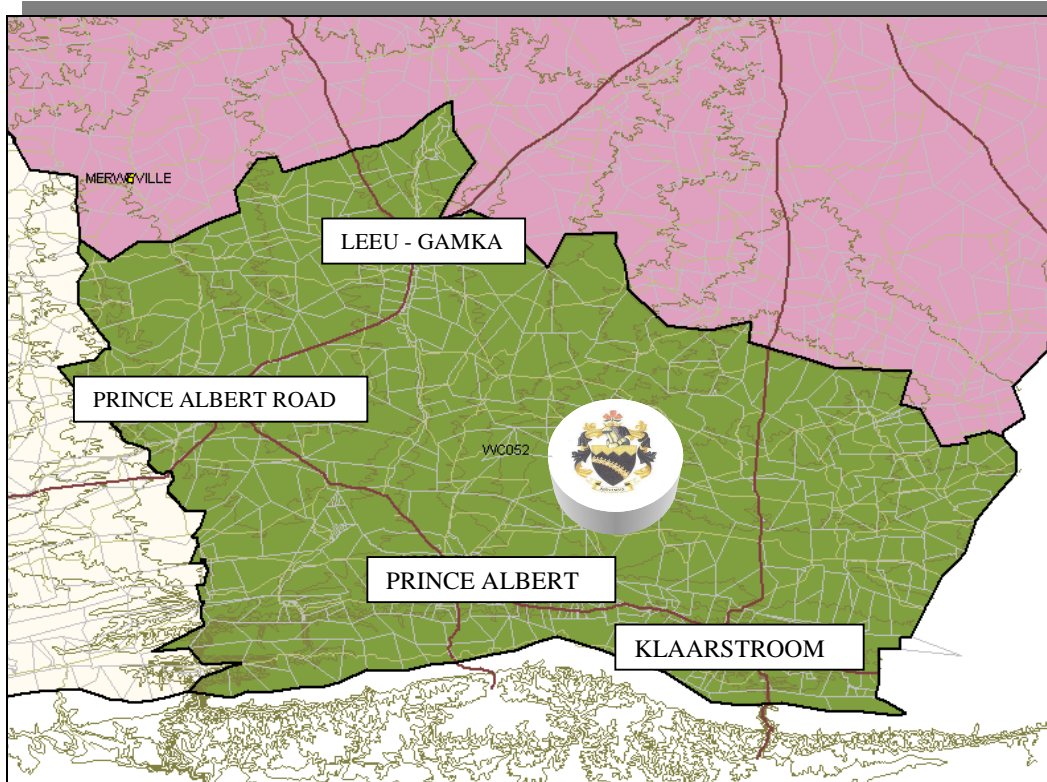 MERWEVILLE
LEEU - GAMKA
PRINCE ALBERT ROAD
WC052
PRINCE ALBERT
KLAARSTROOM